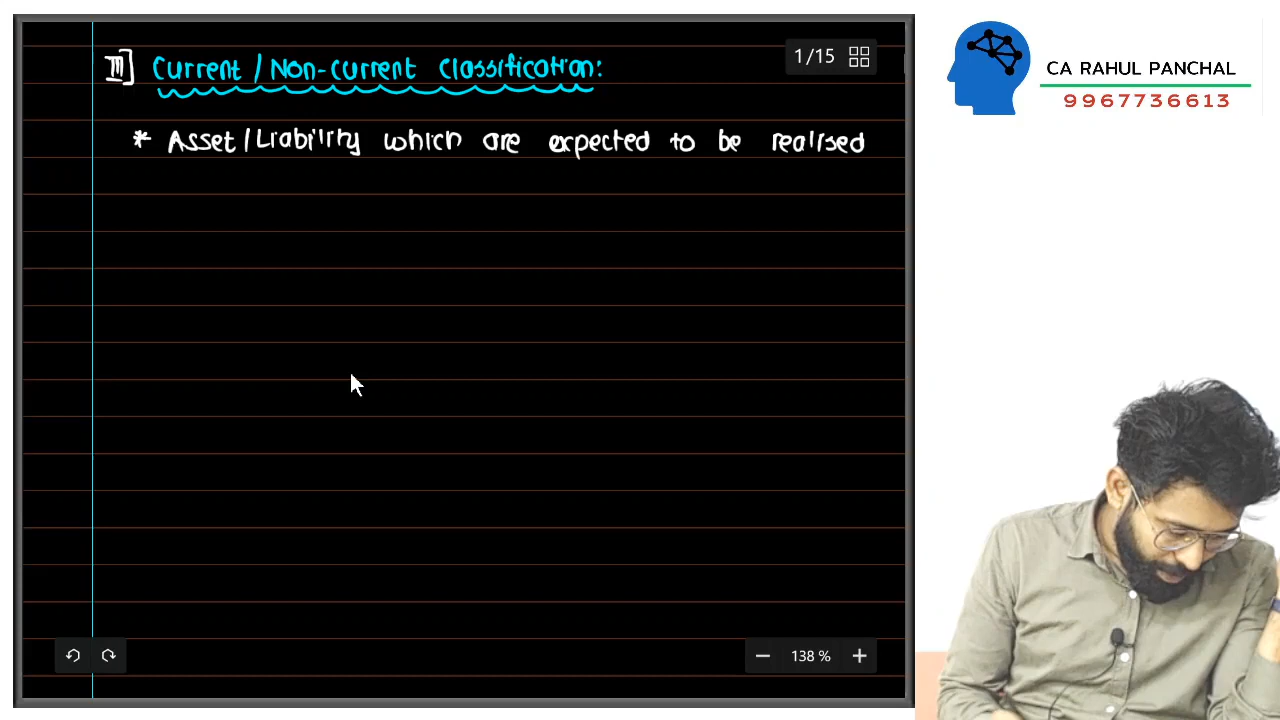 III] Current / Non-current Classification:
* Asset / Liability which are expected to be realised
1/15
CA RAHUL PANCHAL
9967736613
138 %